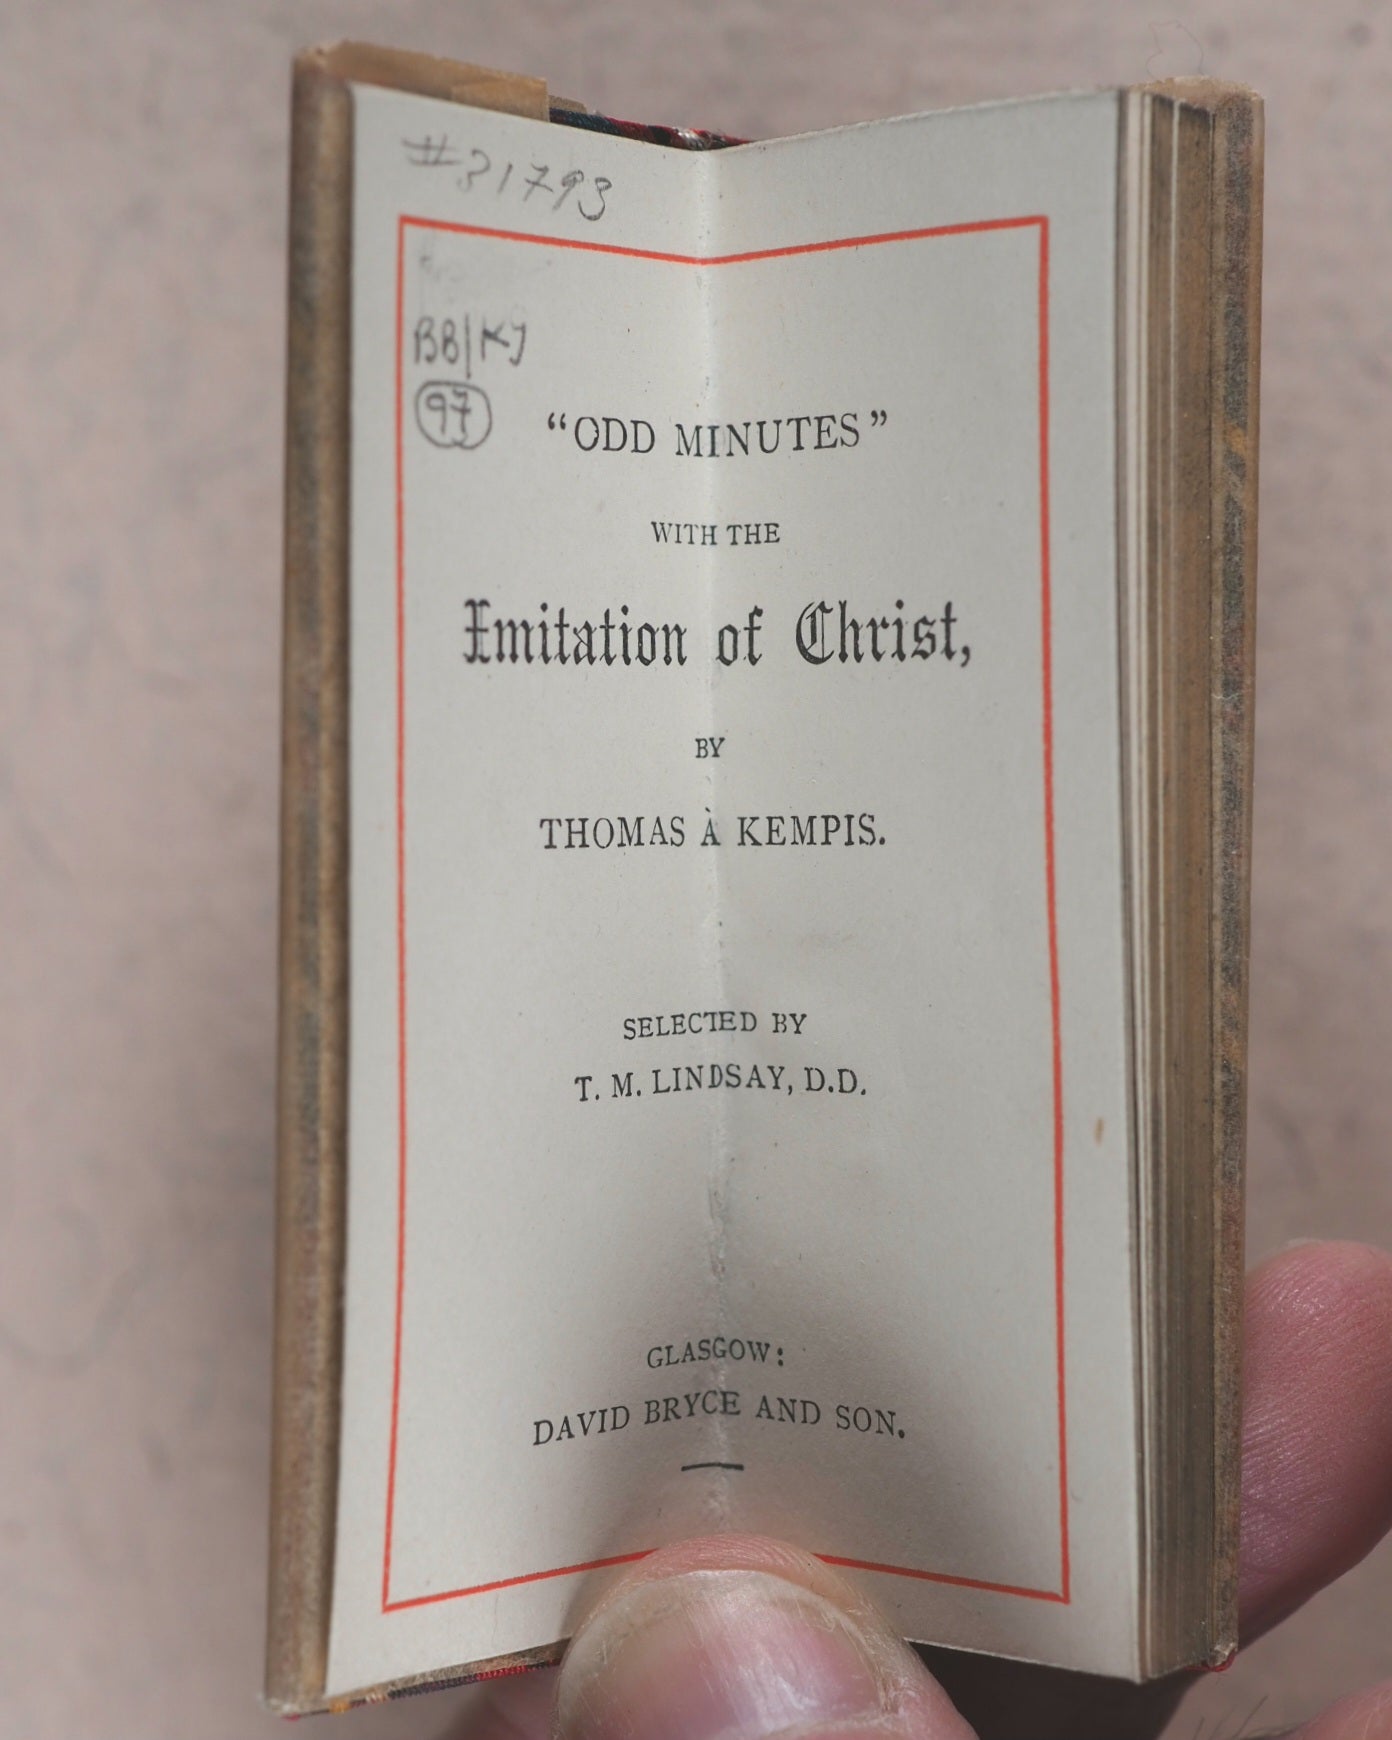 #31793
BB|KJ
97
“ODD MINUTES”
WITH THE
Imitation of Christ,
BY
THOMAS À KEMPIS.
SELECTED BY
T. M. LINDSAY, D.D.
GLASGOW:
DAVID BRYCE AND SON.